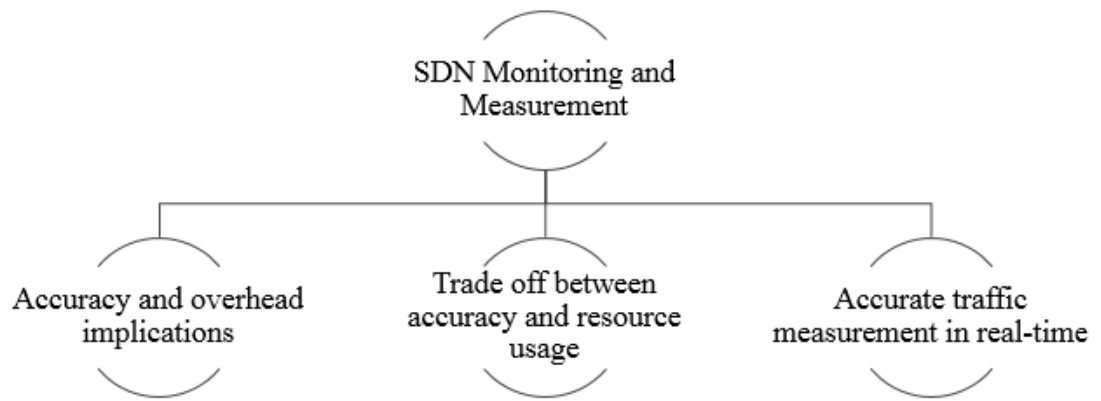 SDN Monitoring and
Measurement
Accuracy and overhead
implications
Trade off between
accuracy and resource
usage
Accurate traffic
measurement in real-time